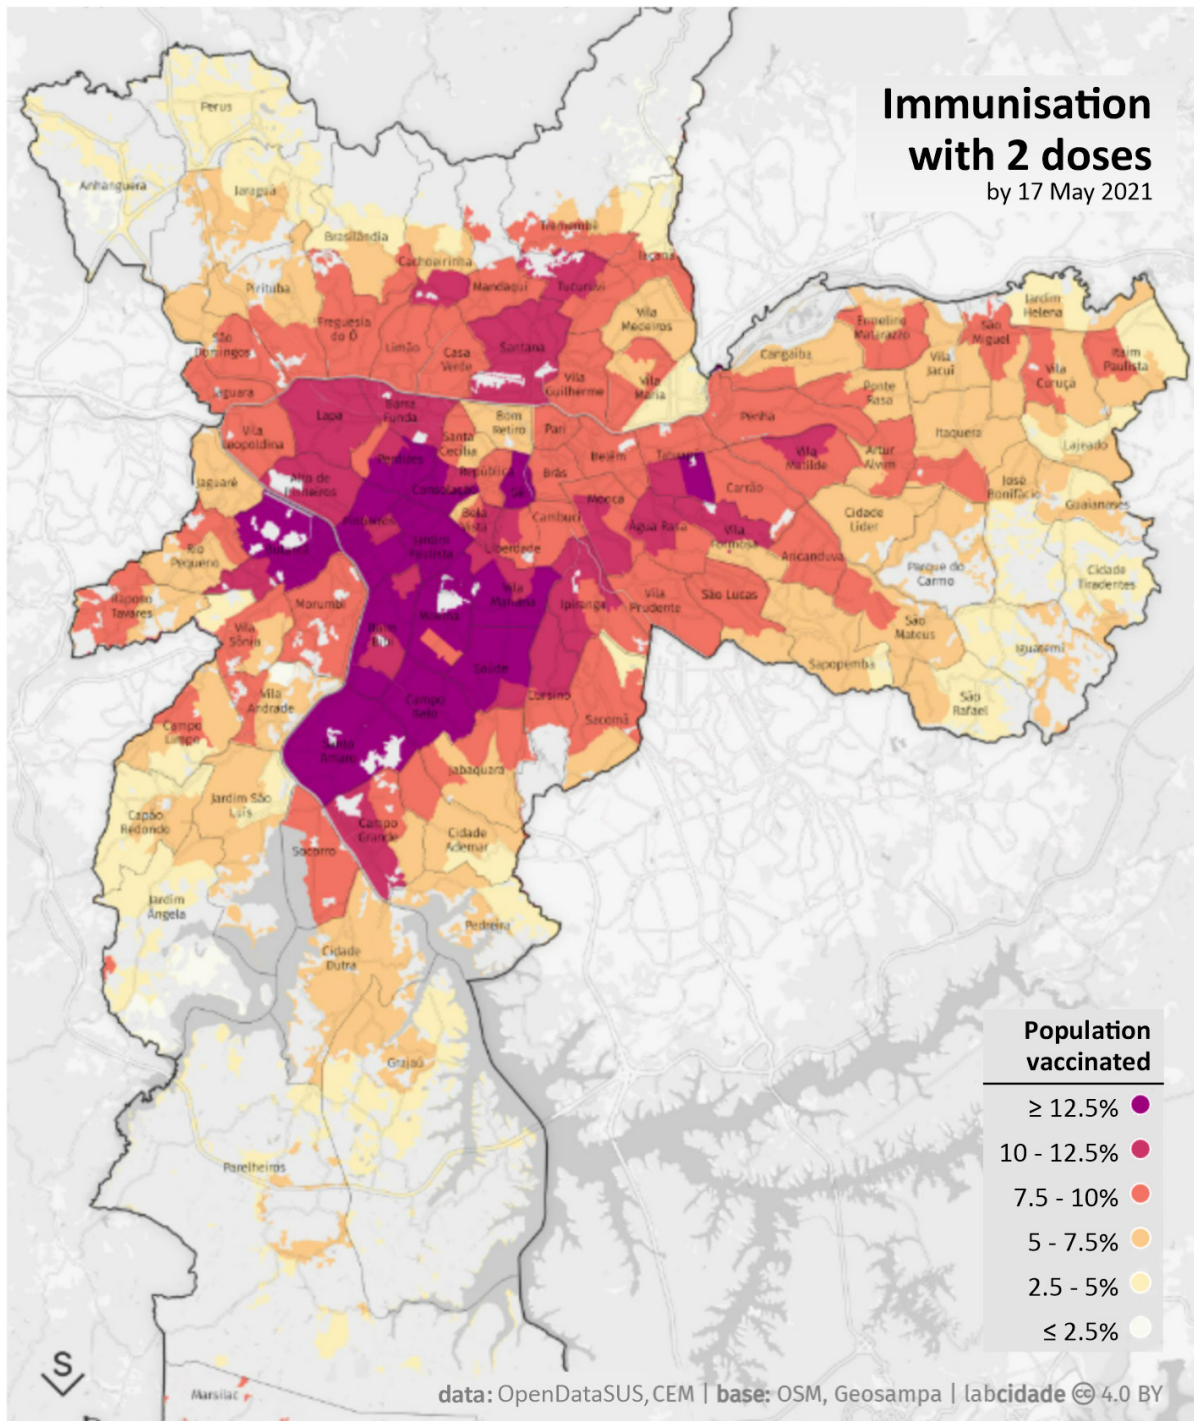 Immunisation
with 2 doses
by 17 May 2021
Perus
Anhanguera
Jaraguá
Brasilândia
Tremembé
Cachoeirinha
Jaçanã
Pirituba
Mandaqui
Tucuruvi
Jardim
Helena
Vila
Medeiros
Freguesia
do Ó
São
Domingos
Limão
Casa
Verde
Santana
Ermelino
Matarazzo
São
Miguel
Cangaiba
Vila
Jacuí
Itaim
Paulista
Vila
Curuçá
Jaguara
Vila
Guilherme
Vila
Maria
Ponte
Rasa
Lapa
Barra
Funda
Bom
Retiro
Pari
Penha
Vila
Leopoldina
Santa
Cecília
Itaquera
Lajeado
Perdizes
República
Brás
Belém
Tatuapé
Vila
Matilde
Artur
Alvim
Jaguaré
Alto de
Pinheiros
Consolação
Sé
Mooca
Carrão
José
Bonifácio
Guaianases
Pinheiros
Bela
Vista
Cambuci
Água Rasa
Vila
Formosa
Cidade
Líder
Butantã
Jardim
Paulista
Liberdade
Rio
Pequeno
Aricanduva
Parque do
Carmo
Cidade
Tiradentes
Raposo
Tavares
Morumbi
Moema
Vila
Mariana
Ipiranga
Vila
Prudente
São Lucas
Vila
Sônia
Itaim
Bibi
São
Mateus
Iguatemi
Saúde
Sapopemba
Vila
Andrade
Campo
Belo
Cursino
Sacomã
São
Rafael
Campo
Limpo
Santo
Amaro
Jabaquara
Jardim São
Luís
Capão
Redondo
Campo
Grande
Cidade
Ademar
Socorro
Jardim
Ângela
Pedreira
Cidade
Dutra
Grajaú
Parelheiros
Marsilac
Population
vaccinated
≥ 12.5%
10 - 12.5%
7.5 - 10%
5 - 7.5%
2.5 - 5%
≤ 2.5%
S
data: OpenDataSUS, CEM | base: OSM, Geosampa | labcidade cc 4.0 BY